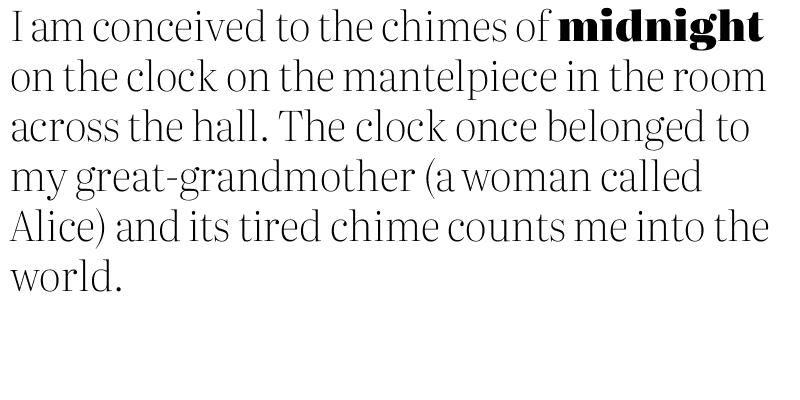 I am conceived to the chimes of midnight
on the clock on the mantelpiece in the room
across the hall. The clock once belonged to
my great-grandmother (a woman called
Alice) and its tired chime counts me into the
world.